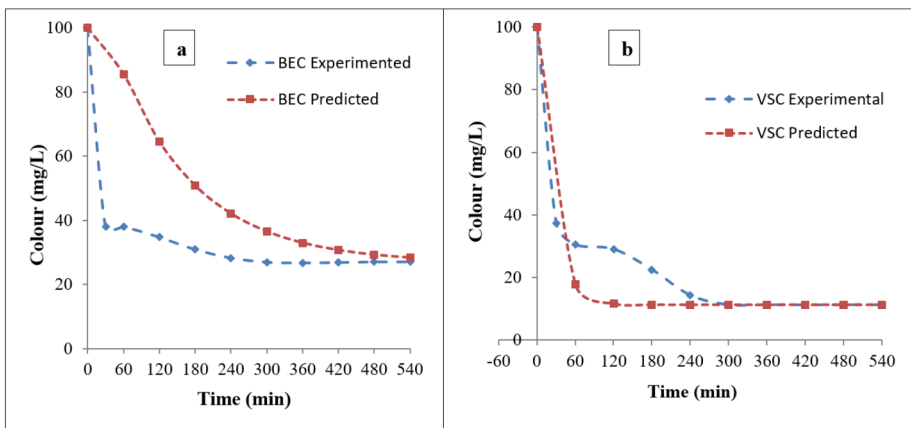 a
BEC Experimented
BEC Predicted
Colour (mg/L)
100
80
60
40
20
0
0 60 120 180 240 300 360 420 480 540
Time (min)
b
VSC Experimental
VSC Predicted
Colour (mg/L)
100
80
60
40
20
0
-60 0 60 120 180 240 300 360 420 480 540
Time (min)